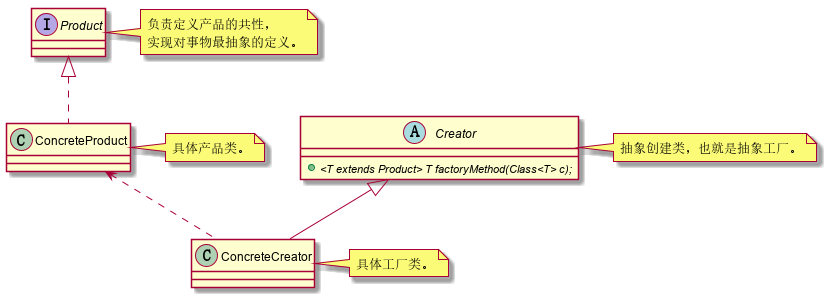 I Product
负责定义产品的共性，
实现对事物最抽象的定义。
C ConcreteProduct
具体产品类。
A Creator
<T extends Product> T factoryMethod(Class<T> c);
抽象创建类，也就是抽象工厂。
C ConcreteCreator
具体工厂类。